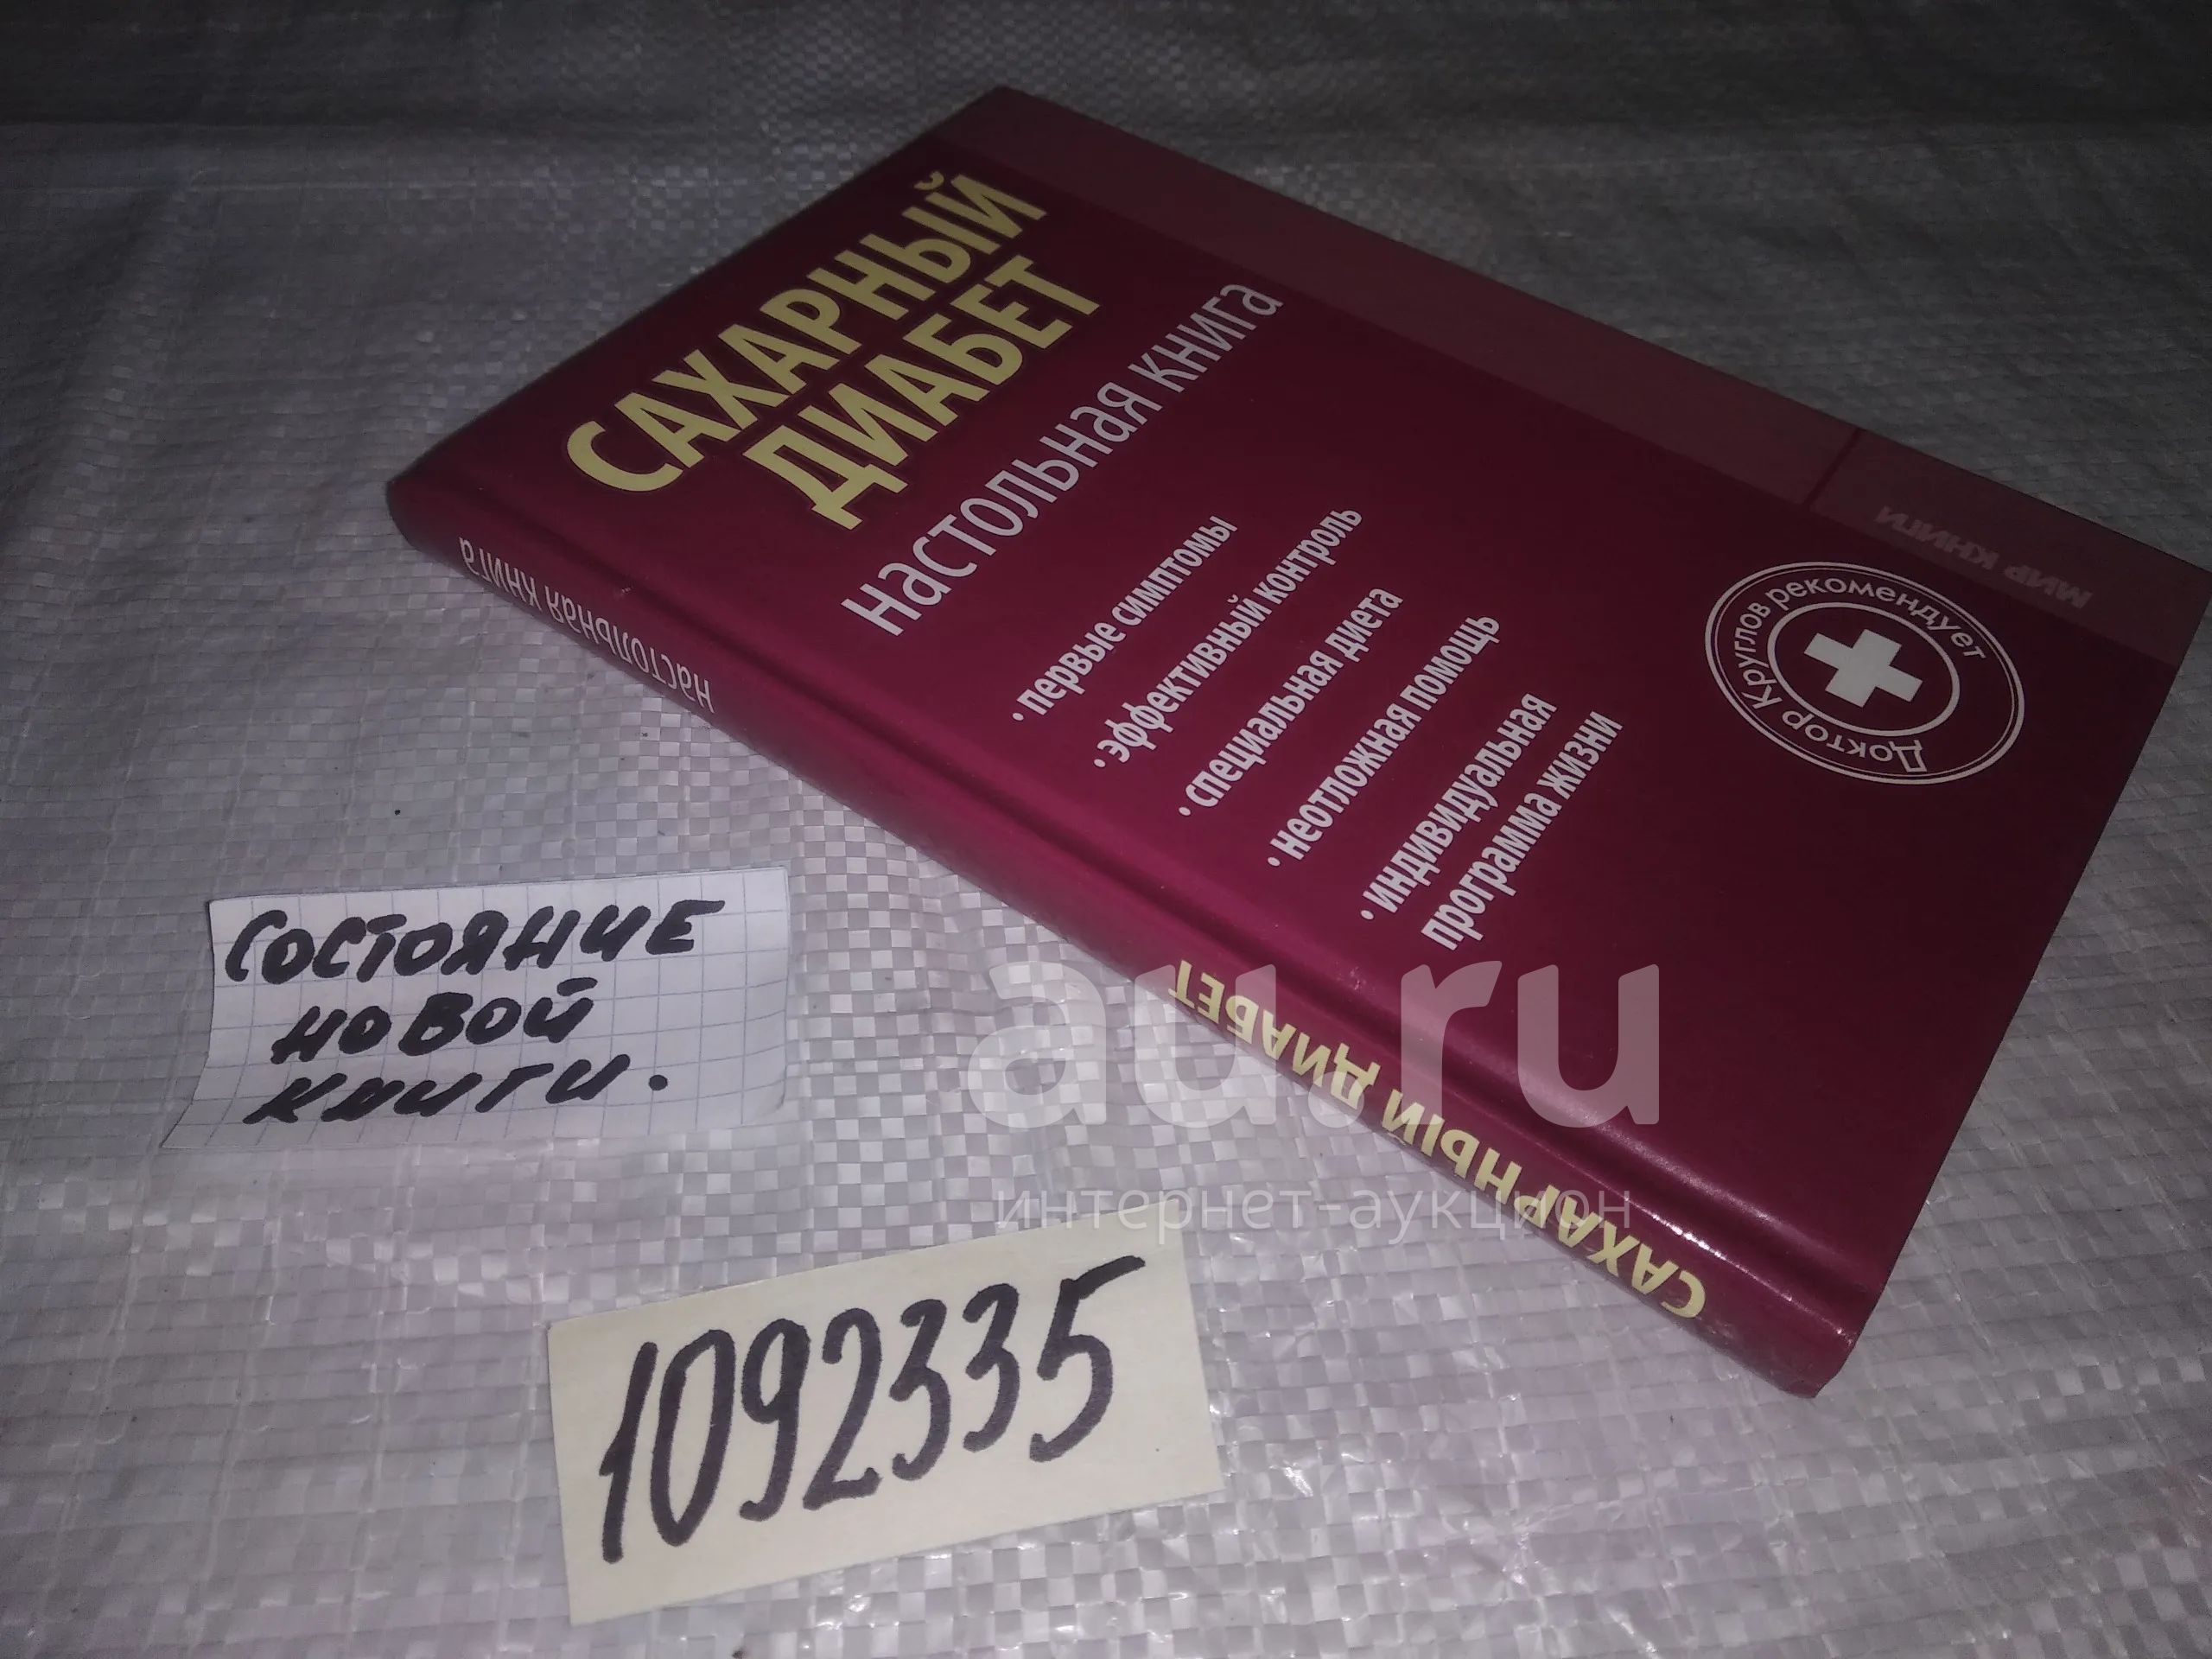 САХАРНЫЙ
ДИАБЕТ
настольная книга
• первые симптомы
• эффективный контроль
• специальная диета
• неотложная помощь
• индивидуальная
программа жизни
Доктор Круглов рекомендует
МИР КНИГИ
САХАРНЫЙ ДИАБЕТ
настольная книга
СОСТОЯНИЕ
НОВОЙ
КНИГИ.
au.ru
интернет-аукцион
1092335